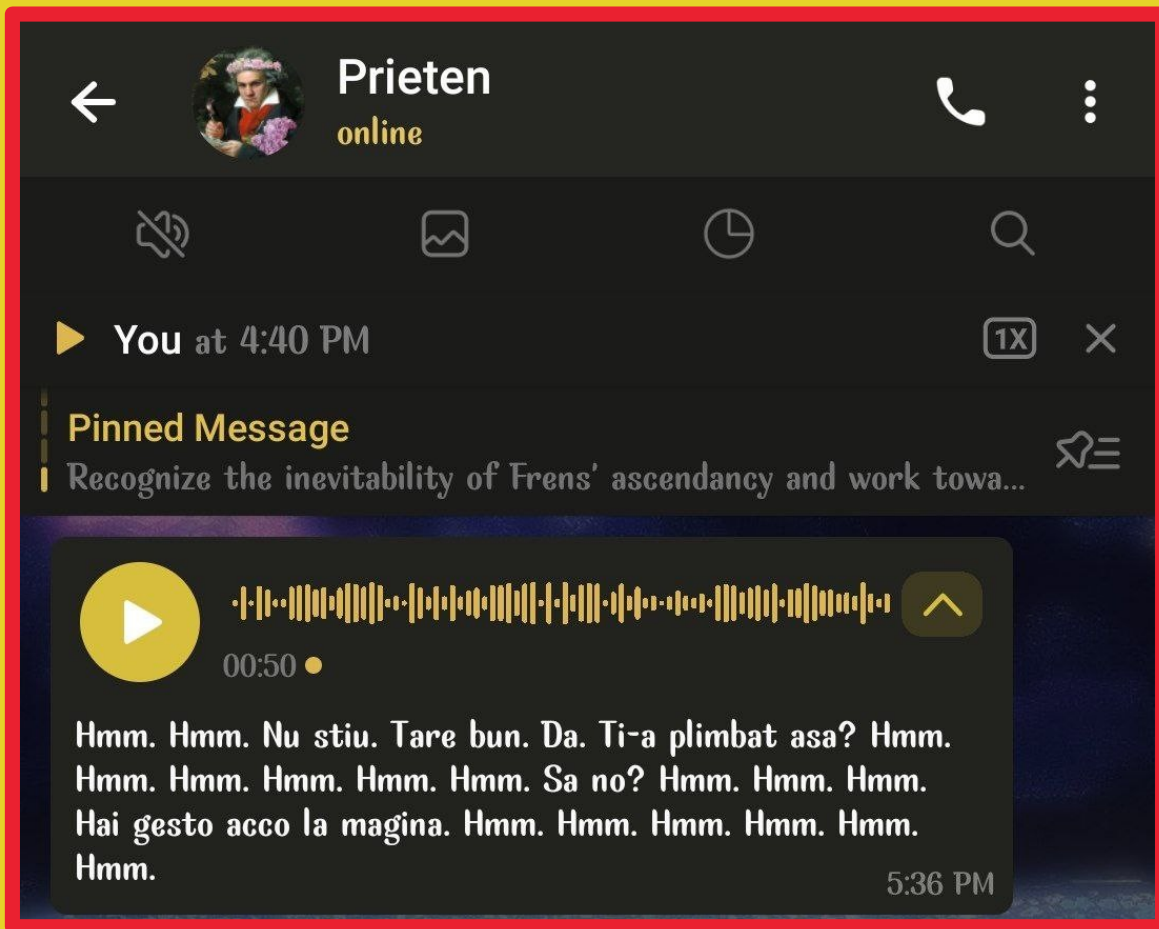 Prieten
online
You at 4:40 PM
1X
Pinned Message
Recognize the inevitability of Frens' ascendancy and work towa...
00:50
Hmm. Hmm. Nu stiu. Tare bun. Da. Ti-a plimbat asa? Hmm.
Hmm. Hmm. Hmm. Hmm. Hmm. Sa no? Hmm. Hmm. Hmm.
Hai gesto acco la magina. Hmm. Hmm. Hmm. Hmm. Hmm.
Hmm.
5:36 PM